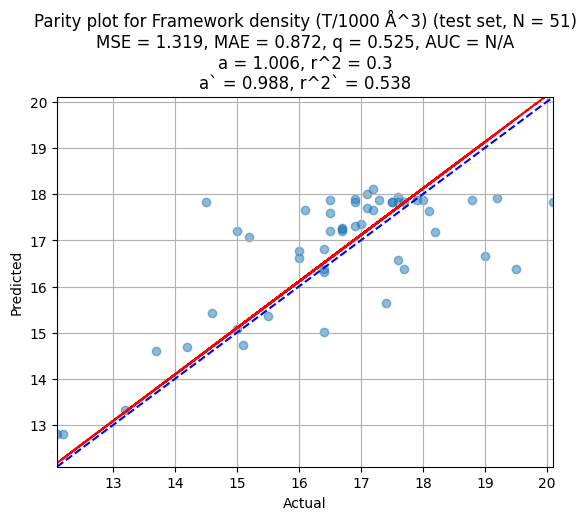 Parity plot for Framework density (T/1000 Å^3) (test set, N = 51)
MSE = 1.319, MAE = 0.872, q = 0.525, AUC = N/A
a = 1.006, r^2 = 0.3
a` = 0.988, r^2` = 0.538
20
19
18
17
16
15
14
13
Predicted
13 14 15 16 17 18 19 20
Actual